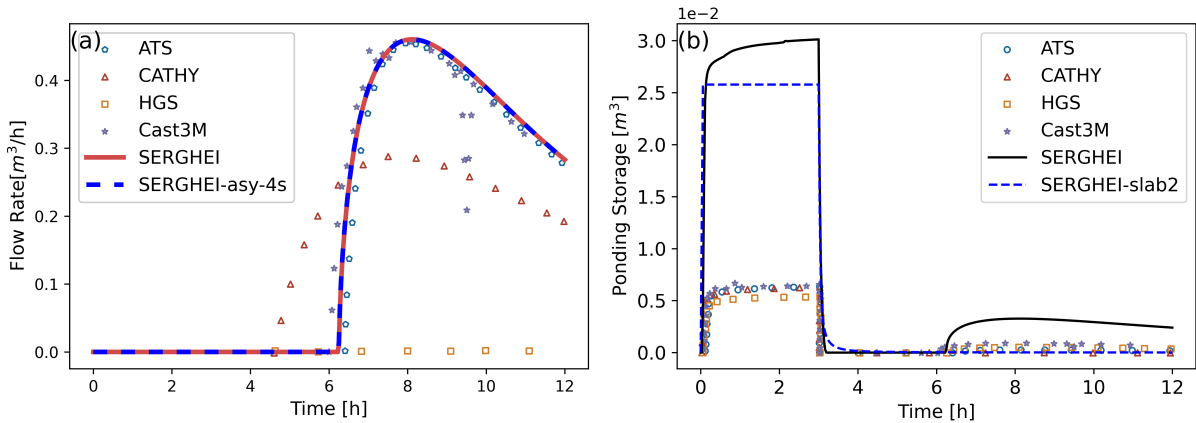 (a)
ATS
CATHY
HGS
Cast3M
SERGHEI
SERGHEI-asy-4s
Flow Rate[m³/h]
0.4
0.3
0.2
0.1
0.0
0 2 4 6 8 10 12
Time [h]
1e−2
(b)
ATS
CATHY
HGS
Cast3M
SERGHEI
SERGHEI-slab2
Ponding Storage [m³]
3.0
2.5
2.0
1.5
1.0
0.5
0.0
0 2 4 6 8 10 12
Time [h]